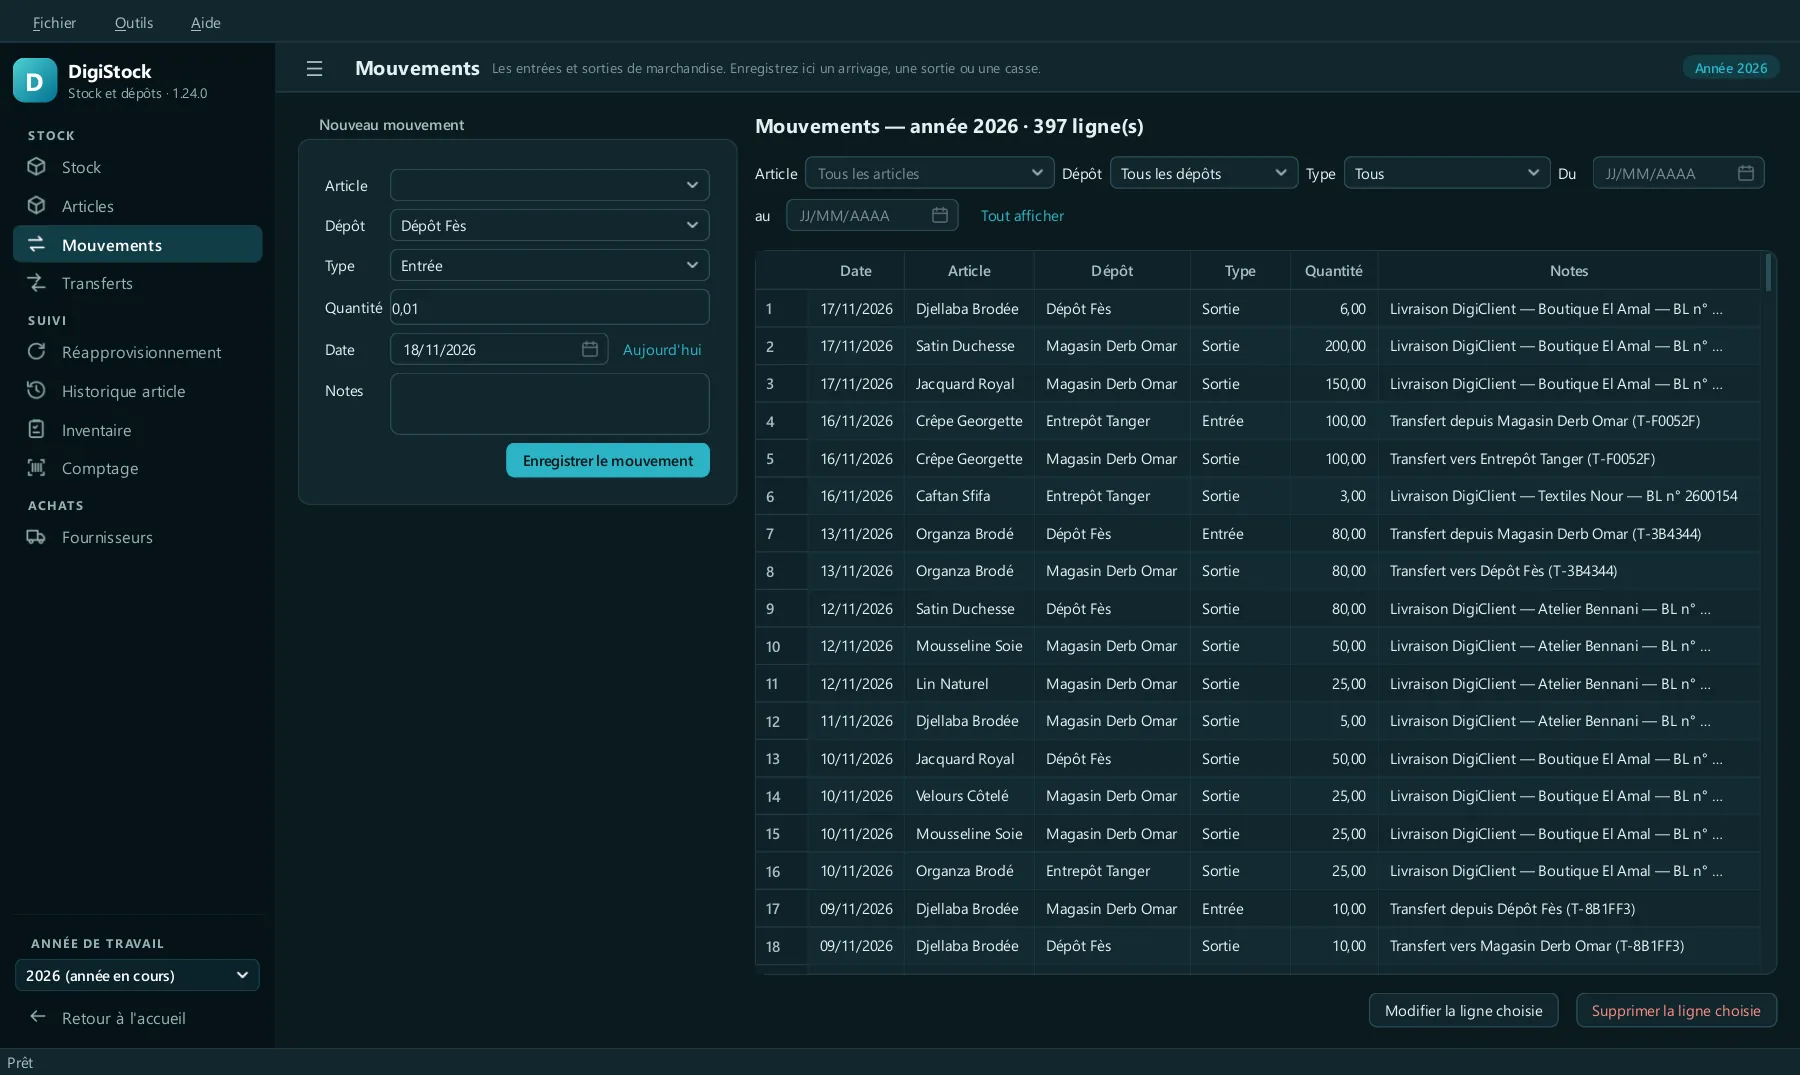 Fichier Outils Aide
D DigiStock
Stock et dépôts · 1.24.0
STOCK
Stock
Articles
Mouvements
Transferts
SUIVI
Réapprovisionnement
Historique article
Inventaire
Comptage
ACHATS
Fournisseurs
ANNÉE DE TRAVAIL
2026 (année en cours)
Retour à l'accueil
Prêt
Mouvements Les entrées et sorties de marchandise. Enregistrez ici un arrivage, une sortie ou une casse. Année 2026
Nouveau mouvement
Article
Dépôt Dépôt Fès
Type Entrée
Quantité 0,01
Date 18/11/2026 Aujourd'hui
Notes
Enregistrer le mouvement
Mouvements — année 2026 · 397 ligne(s)
Article Tous les articles Dépôt Tous les dépôts Type Tous Du JJ/MM/AAAA
au JJ/MM/AAAA Tout afficher
Date Article Dépôt Type Quantité Notes
1 17/11/2026 Djellaba Brodée Dépôt Fès Sortie 6,00 Livraison DigiClient — Boutique El Amal — BL n° ...
2 17/11/2026 Satin Duchesse Magasin Derb Omar Sortie 200,00 Livraison DigiClient — Boutique El Amal — BL n° ...
3 17/11/2026 Jacquard Royal Magasin Derb Omar Sortie 150,00 Livraison DigiClient — Boutique El Amal — BL n° ...
4 16/11/2026 Crêpe Georgette Entrepôt Tanger Entrée 100,00 Transfert depuis Magasin Derb Omar (T-F0052F)
5 16/11/2026 Crêpe Georgette Magasin Derb Omar Sortie 100,00 Transfert vers Entrepôt Tanger (T-F0052F)
6 16/11/2026 Caftan Sfifa Entrepôt Tanger Sortie 3,00 Livraison DigiClient — Textiles Nour — BL n° 2600154
7 13/11/2026 Organza Brodé Dépôt Fès Entrée 80,00 Transfert depuis Magasin Derb Omar (T-3B4344)
8 13/11/2026 Organza Brodé Magasin Derb Omar Sortie 80,00 Transfert vers Dépôt Fès (T-3B4344)
9 12/11/2026 Satin Duchesse Dépôt Fès Sortie 80,00 Livraison DigiClient — Atelier Bennani — BL n° ...
10 12/11/2026 Mousseline Soie Magasin Derb Omar Sortie 50,00 Livraison DigiClient — Atelier Bennani — BL n° ...
11 12/11/2026 Lin Naturel Magasin Derb Omar Sortie 25,00 Livraison DigiClient — Atelier Bennani — BL n° ...
12 11/11/2026 Djellaba Brodée Magasin Derb Omar Sortie 5,00 Livraison DigiClient — Atelier Bennani — BL n° ...
13 10/11/2026 Jacquard Royal Dépôt Fès Sortie 50,00 Livraison DigiClient — Boutique El Amal — BL n° ...
14 10/11/2026 Velours Côtelé Magasin Derb Omar Sortie 25,00 Livraison DigiClient — Boutique El Amal — BL n° ...
15 10/11/2026 Mousseline Soie Magasin Derb Omar Sortie 25,00 Livraison DigiClient — Boutique El Amal — BL n° ...
16 10/11/2026 Organza Brodé Entrepôt Tanger Sortie 25,00 Livraison DigiClient — Boutique El Amal — BL n° ...
17 09/11/2026 Djellaba Brodée Magasin Derb Omar Entrée 10,00 Transfert depuis Dépôt Fès (T-8B1FF3)
18 09/11/2026 Djellaba Brodée Dépôt Fès Sortie 10,00 Transfert vers Magasin Derb Omar (T-8B1FF3)
Modifier la ligne choisie Supprimer la ligne choisie